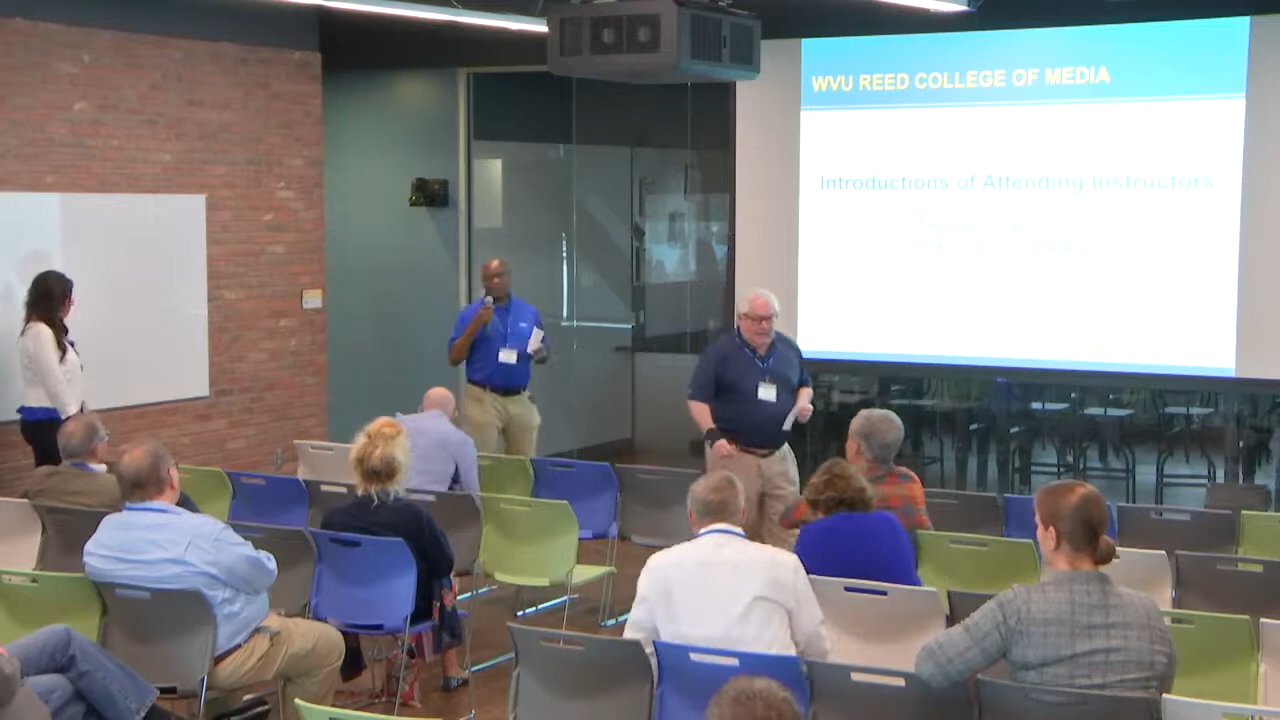 WVU REED COLLEGE OF MEDIA
Introductions of Attending Instructors